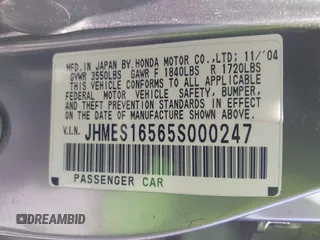 MFD.IN JAPAN BY HONDA MOTOR CO.,LTD: 11/'04
GVWR 3550LBS GAWR F 1840LBS R 1720LBS
THIS VEHICLE CONFORMS TO ALL APPLICABLE
FEDERAL MOTOR VEHICLE SAFETY, BUMPER,
AND THEFT PREVENTION STANDARDS IN
EFFECT ON THE DATE OF MANUFACTURE
SHOWN ABOVE.
V.I.N. JHMES16565S000247
PASSENGER CAR
DREAMBID